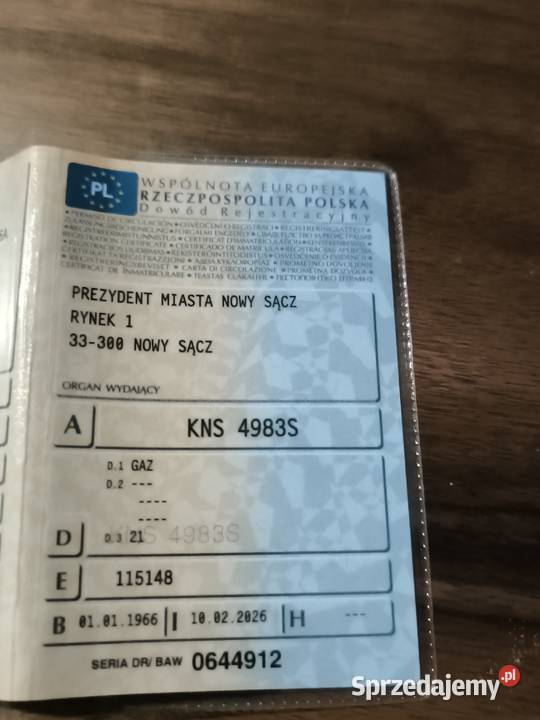 PL
WSPÓLNOTA EUROPEJSKA
RZECZPOSPOLITA POLSKA
Dowód Rejestracyjny
PREZYDENT MIASTA NOWY SĄCZ
RYNEK 1
33-300 NOWY SĄCZ
ORGAN WYDAJĄCY
A KNS 4983S
D.1 GAZ
D.2 ---
----
----
D D.3 21
KNS 4983S
E 115148
B 01.01.1966 I 10.02.2026 H ---
SERIA DR/ BAW 0644912
Sprzedajemy.pl